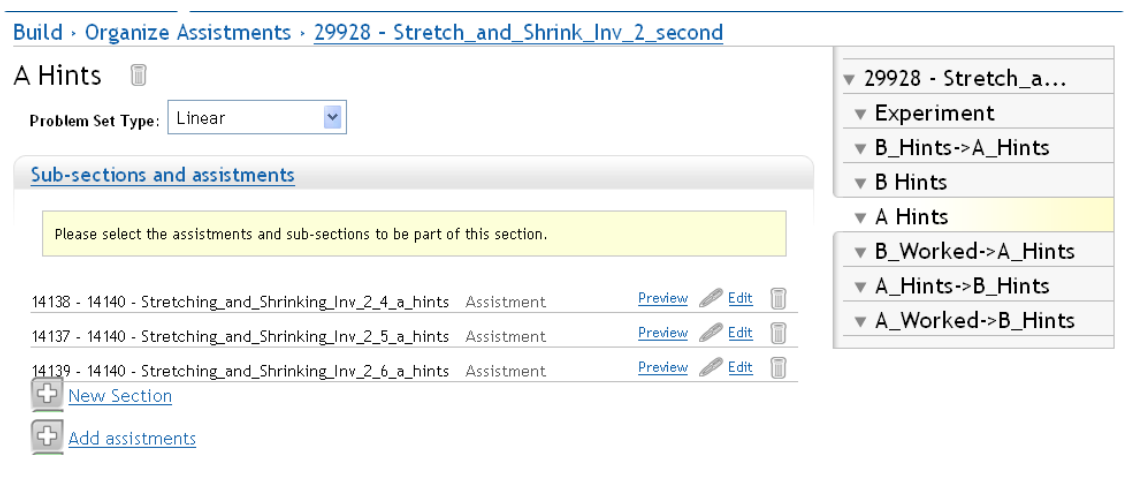 Build › Organize Assistments › 29928 - Stretch_and_Shrink_Inv_2_second
A Hints
Problem Set Type: Linear
Sub-sections and assistments
Please select the assistments and sub-sections to be part of this section.
14138 - 14140 - Stretching_and_Shrinking_Inv_2_4_a_hints Assistment Preview Edit
14137 - 14140 - Stretching_and_Shrinking_Inv_2_5_a_hints Assistment Preview Edit
14139 - 14140 - Stretching_and_Shrinking_Inv_2_6_a_hints Assistment Preview Edit
New Section
Add assistments
29928 - Stretch_a...
Experiment
B_Hints->A_Hints
B Hints
A Hints
B_Worked->A_Hints
A_Hints->B_Hints
A_Worked->B_Hints